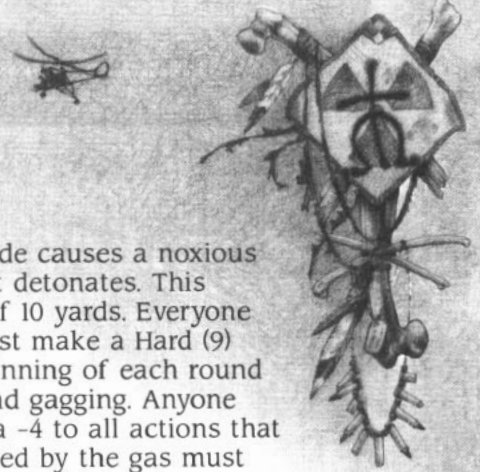 de causes a noxious
t detonates. This
f 10 yards. Everyone
st make a Hard (9)
nning of each round
nd gagging. Anyone
a –4 to all actions that
ed by the gas must